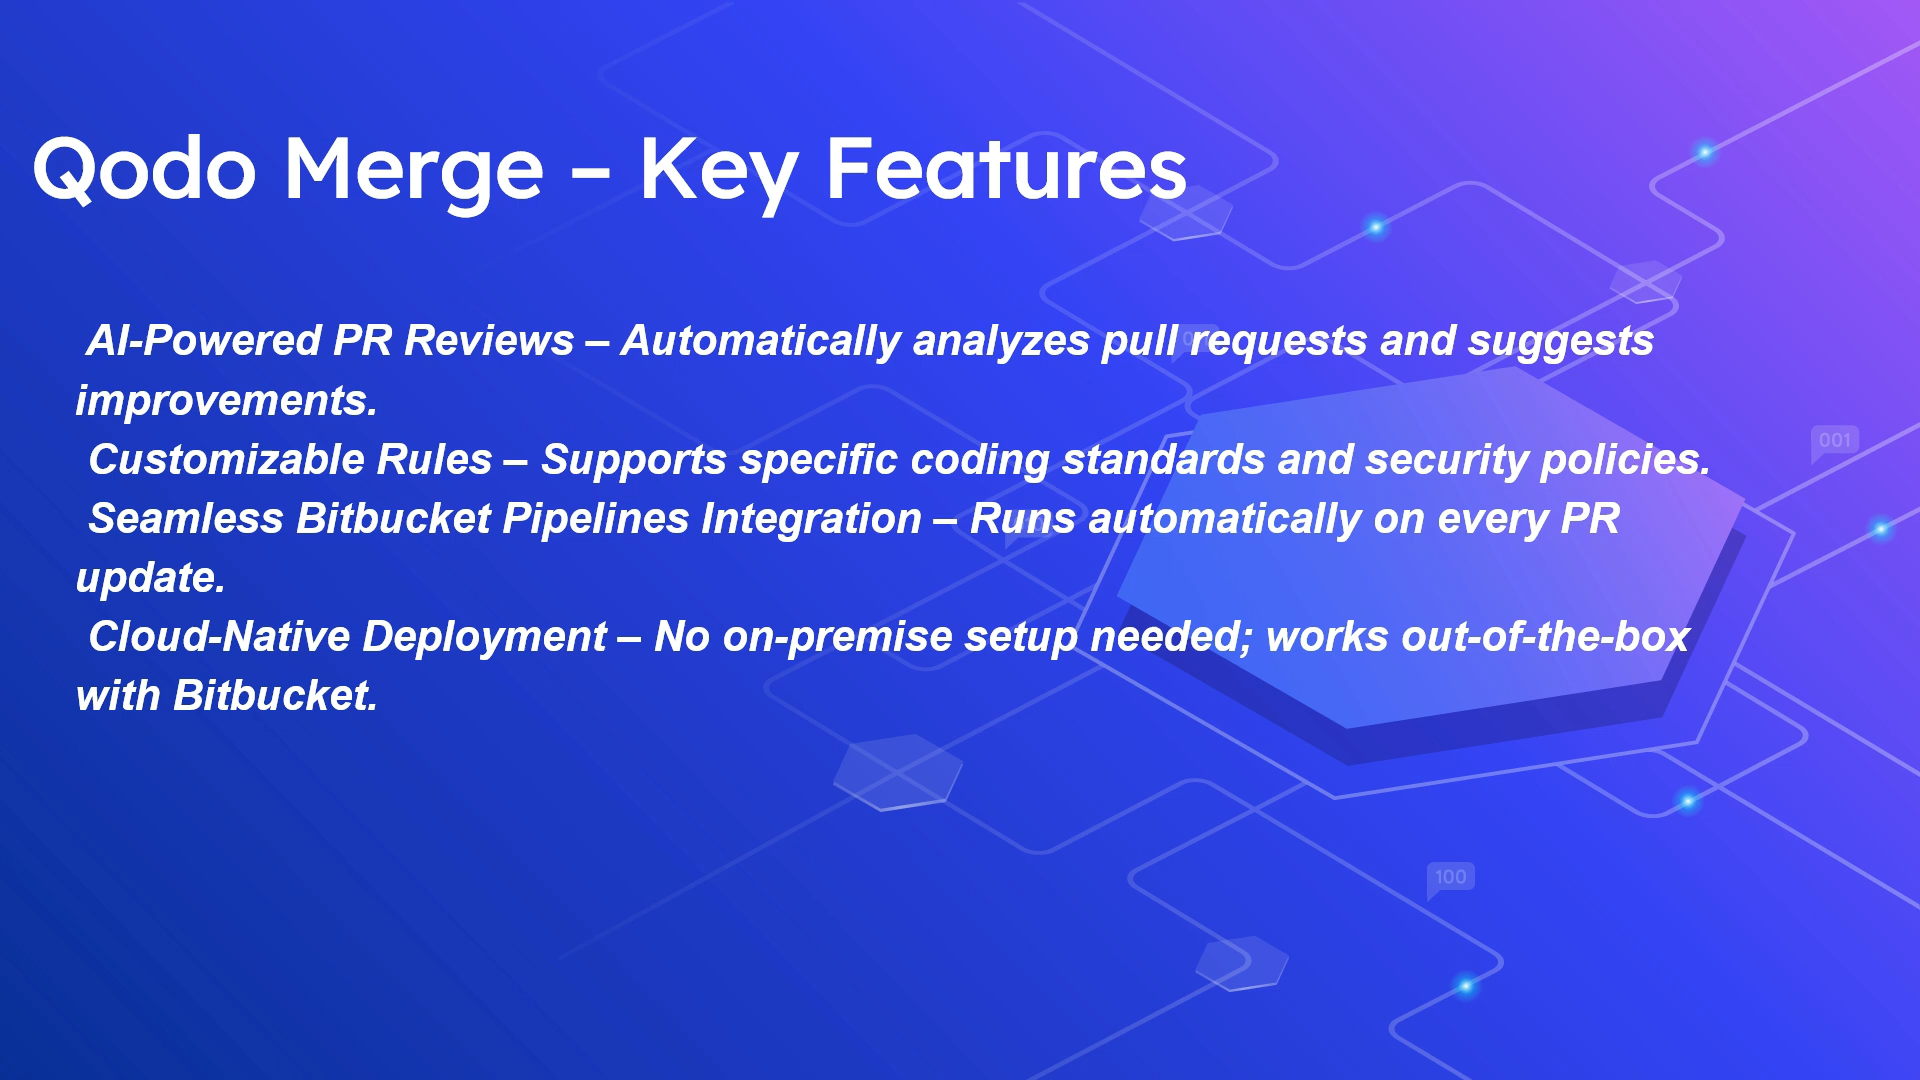 Qodo Merge – Key Features
AI-Powered PR Reviews – Automatically analyzes pull requests and suggests
improvements.
Customizable Rules – Supports specific coding standards and security policies.
Seamless Bitbucket Pipelines Integration – Runs automatically on every PR
update.
Cloud-Native Deployment – No on-premise setup needed; works out-of-the-box
with Bitbucket.
001
100